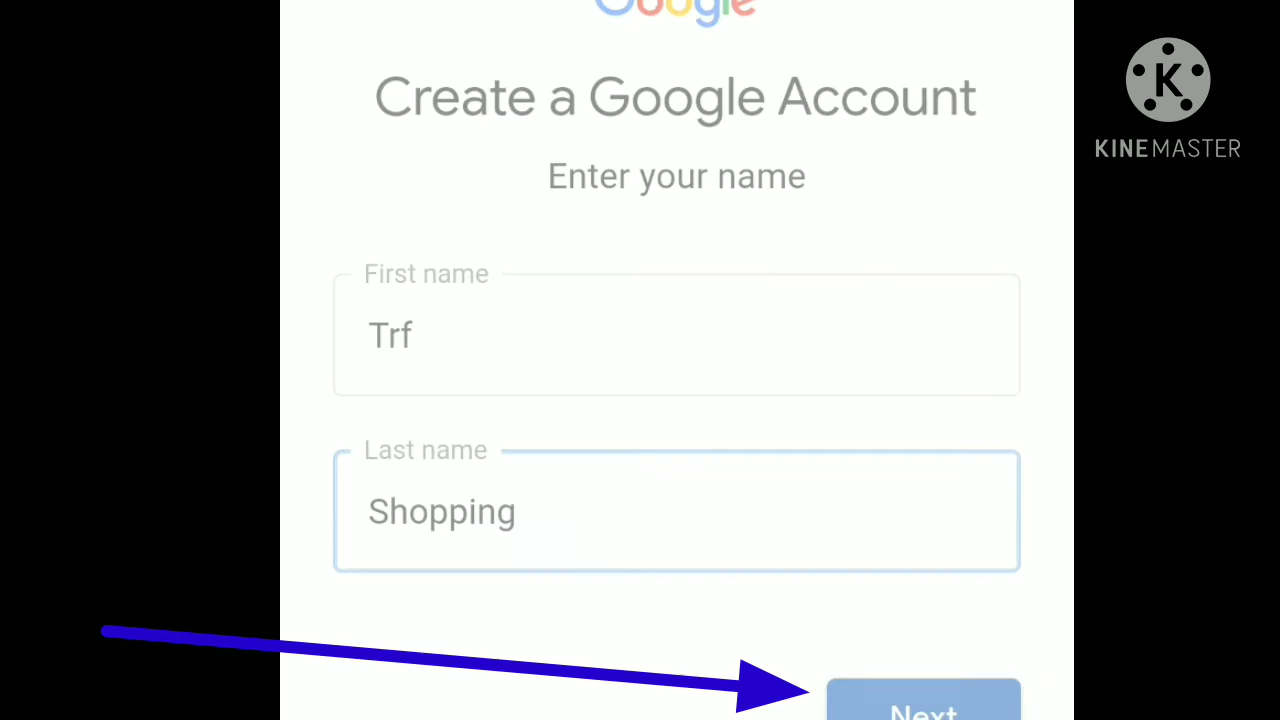 Google
Create a Google Account
Enter your name
First name
Trf
Last name
Shopping
Next
KINEMASTER